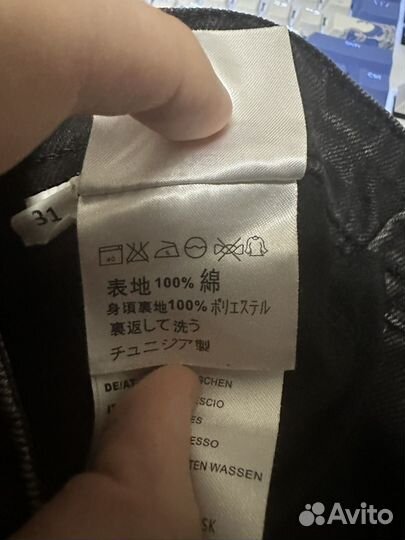 31
40
表地100% 綿
身頃裏地100% ポリエステル
裏返して洗う
チュニジア製
DE/AT
SCHEN
ESCIO
ES
ESSO
TEN WASSEN
SK
Avito